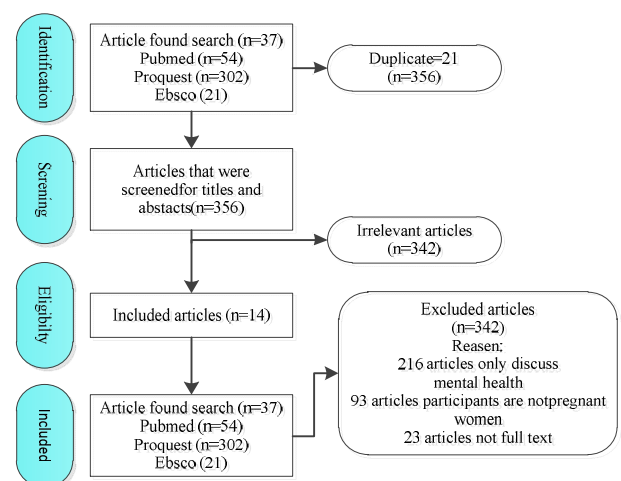 Identification
Article found search (n=37)
Pubmed (n=54)
Proquest (n=302)
Ebsco (21)
Duplicate=21
(n=356)
Screning
Articles that were
screenedfor titles and
abstacts(n=356)
Irrelevant articles
(n=342)
Eligibilty
Included articles (n=14)
Excluded articles
(n=342)
Reasen;
216 articles only discuss
mental health
93 articles participants are notpregnant
women
23 articles not full text
Included
Article found search (n=37)
Pubmed (n=54)
Proquest (n=302)
Ebsco (21)